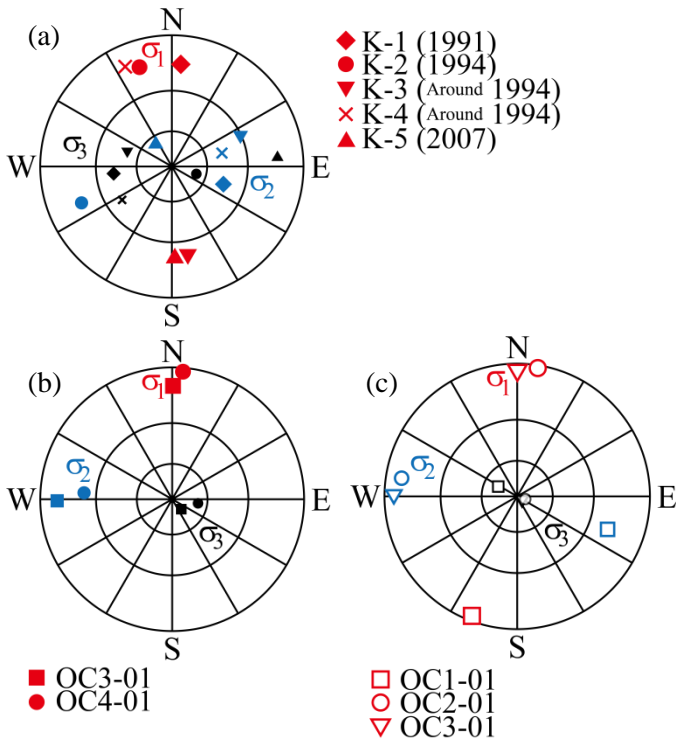 (a)
N
W
E
S
σ1
σ3
σ2
K-1 (1991)
K-2 (1994)
K-3 (Around 1994)
K-4 (Around 1994)
K-5 (2007)
(b)
N
W
E
S
σ1
σ2
σ3
OC3-01
OC4-01
(c)
N
W
E
S
σ1
σ2
σ3
OC1-01
OC2-01
OC3-01